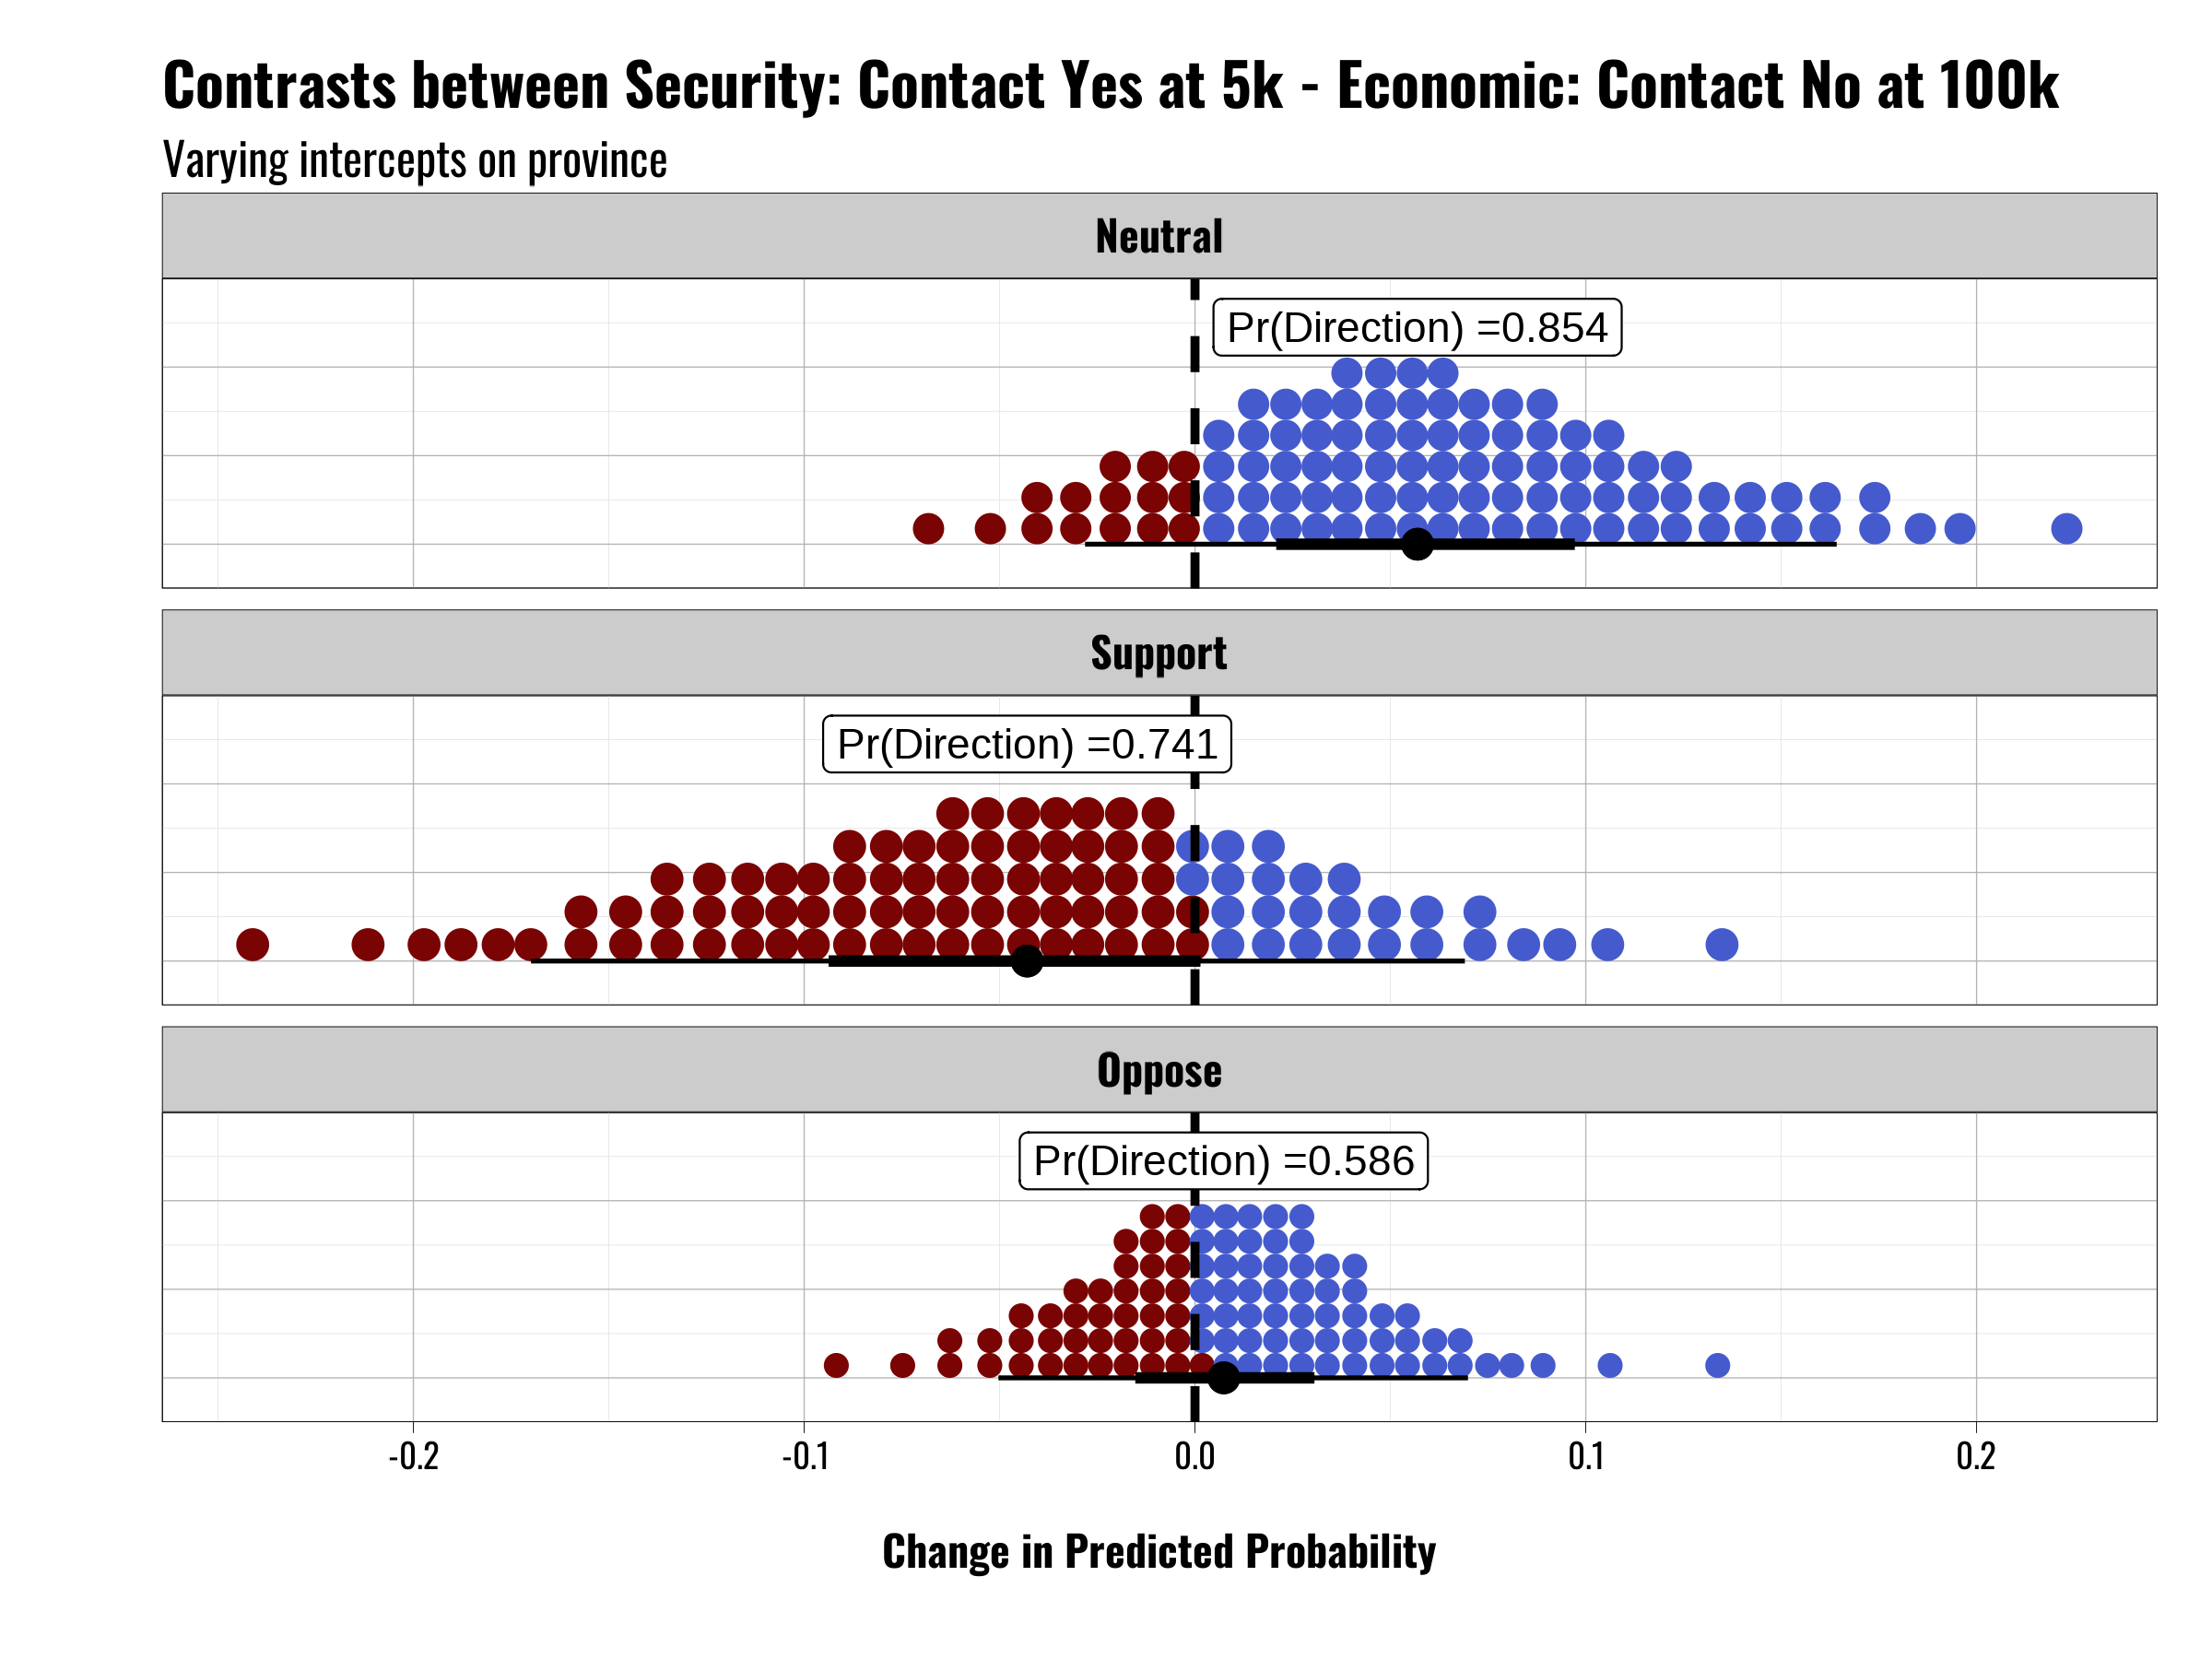 Contrasts between Security: Contact Yes at 5k - Economic: Contact No at 100k
Varying intercepts on province
Neutral
Pr(Direction) =0.854
Support
Pr(Direction) =0.741
Oppose
Pr(Direction) =0.586
-0.2 -0.1 0.0 0.1 0.2
Change in Predicted Probability